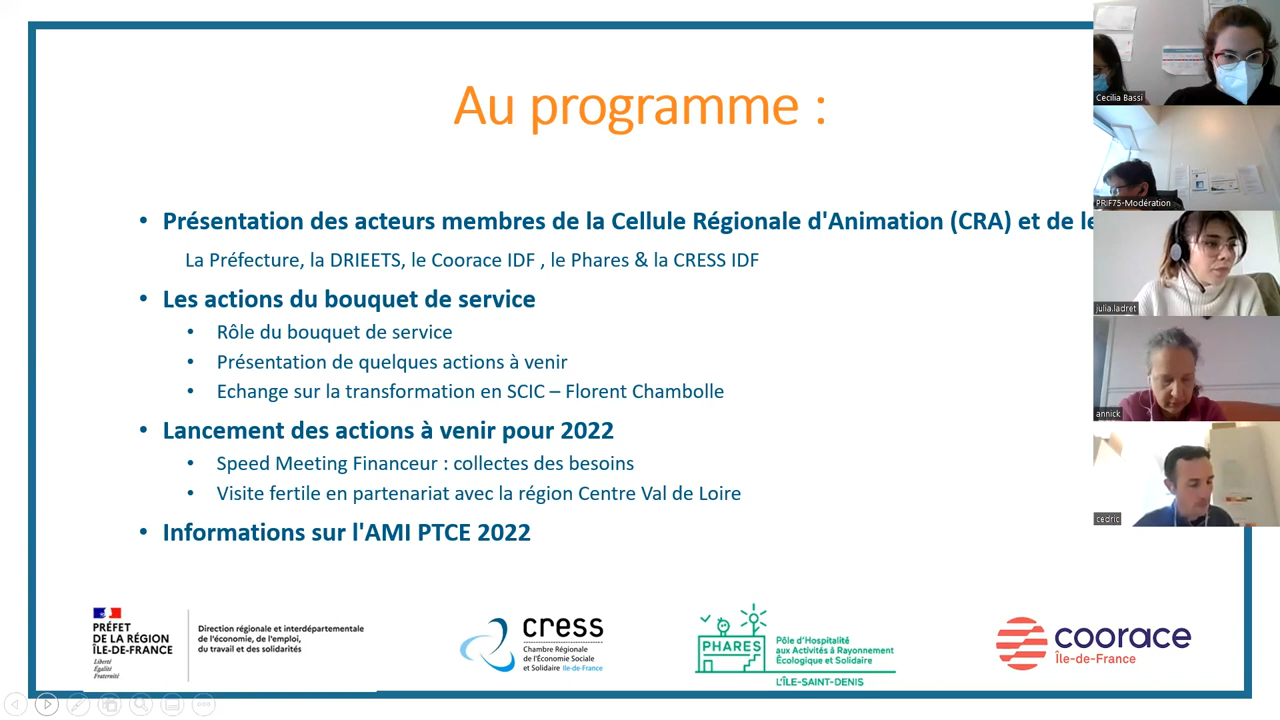 Au programme :
• Présentation des acteurs membres de la Cellule Régionale d'Animation (CRA) et de le
La Préfecture, la DRIEETS, le Coorace IDF , le Phares & la CRESS IDF
• Les actions du bouquet de service
• Rôle du bouquet de service
• Présentation de quelques actions à venir
• Echange sur la transformation en SCIC – Florent Chambolle
• Lancement des actions à venir pour 2022
• Speed Meeting Financeur : collectes des besoins
• Visite fertile en partenariat avec la région Centre Val de Loire
• Informations sur l'AMI PTCE 2022
PRÉFET
DE LA RÉGION
ÎLE-DE-FRANCE
Liberté
Égalité
Fraternité
Direction régionale et interdépartementale
de l'économie, de l'emploi,
du travail et des solidarités
cress
Chambre Régionale
de l'Économie Sociale
et Solidaire Ile-de-France
PHARES
Pôle d'Hospitalité
aux Activités à Rayonnement
Écologique et Solidaire
L'ÎLE-SAINT-DENIS
coorace
Île-de-France
Cecilia Bassi
PRIF75-Modération
julia.ladret
annick
cedric